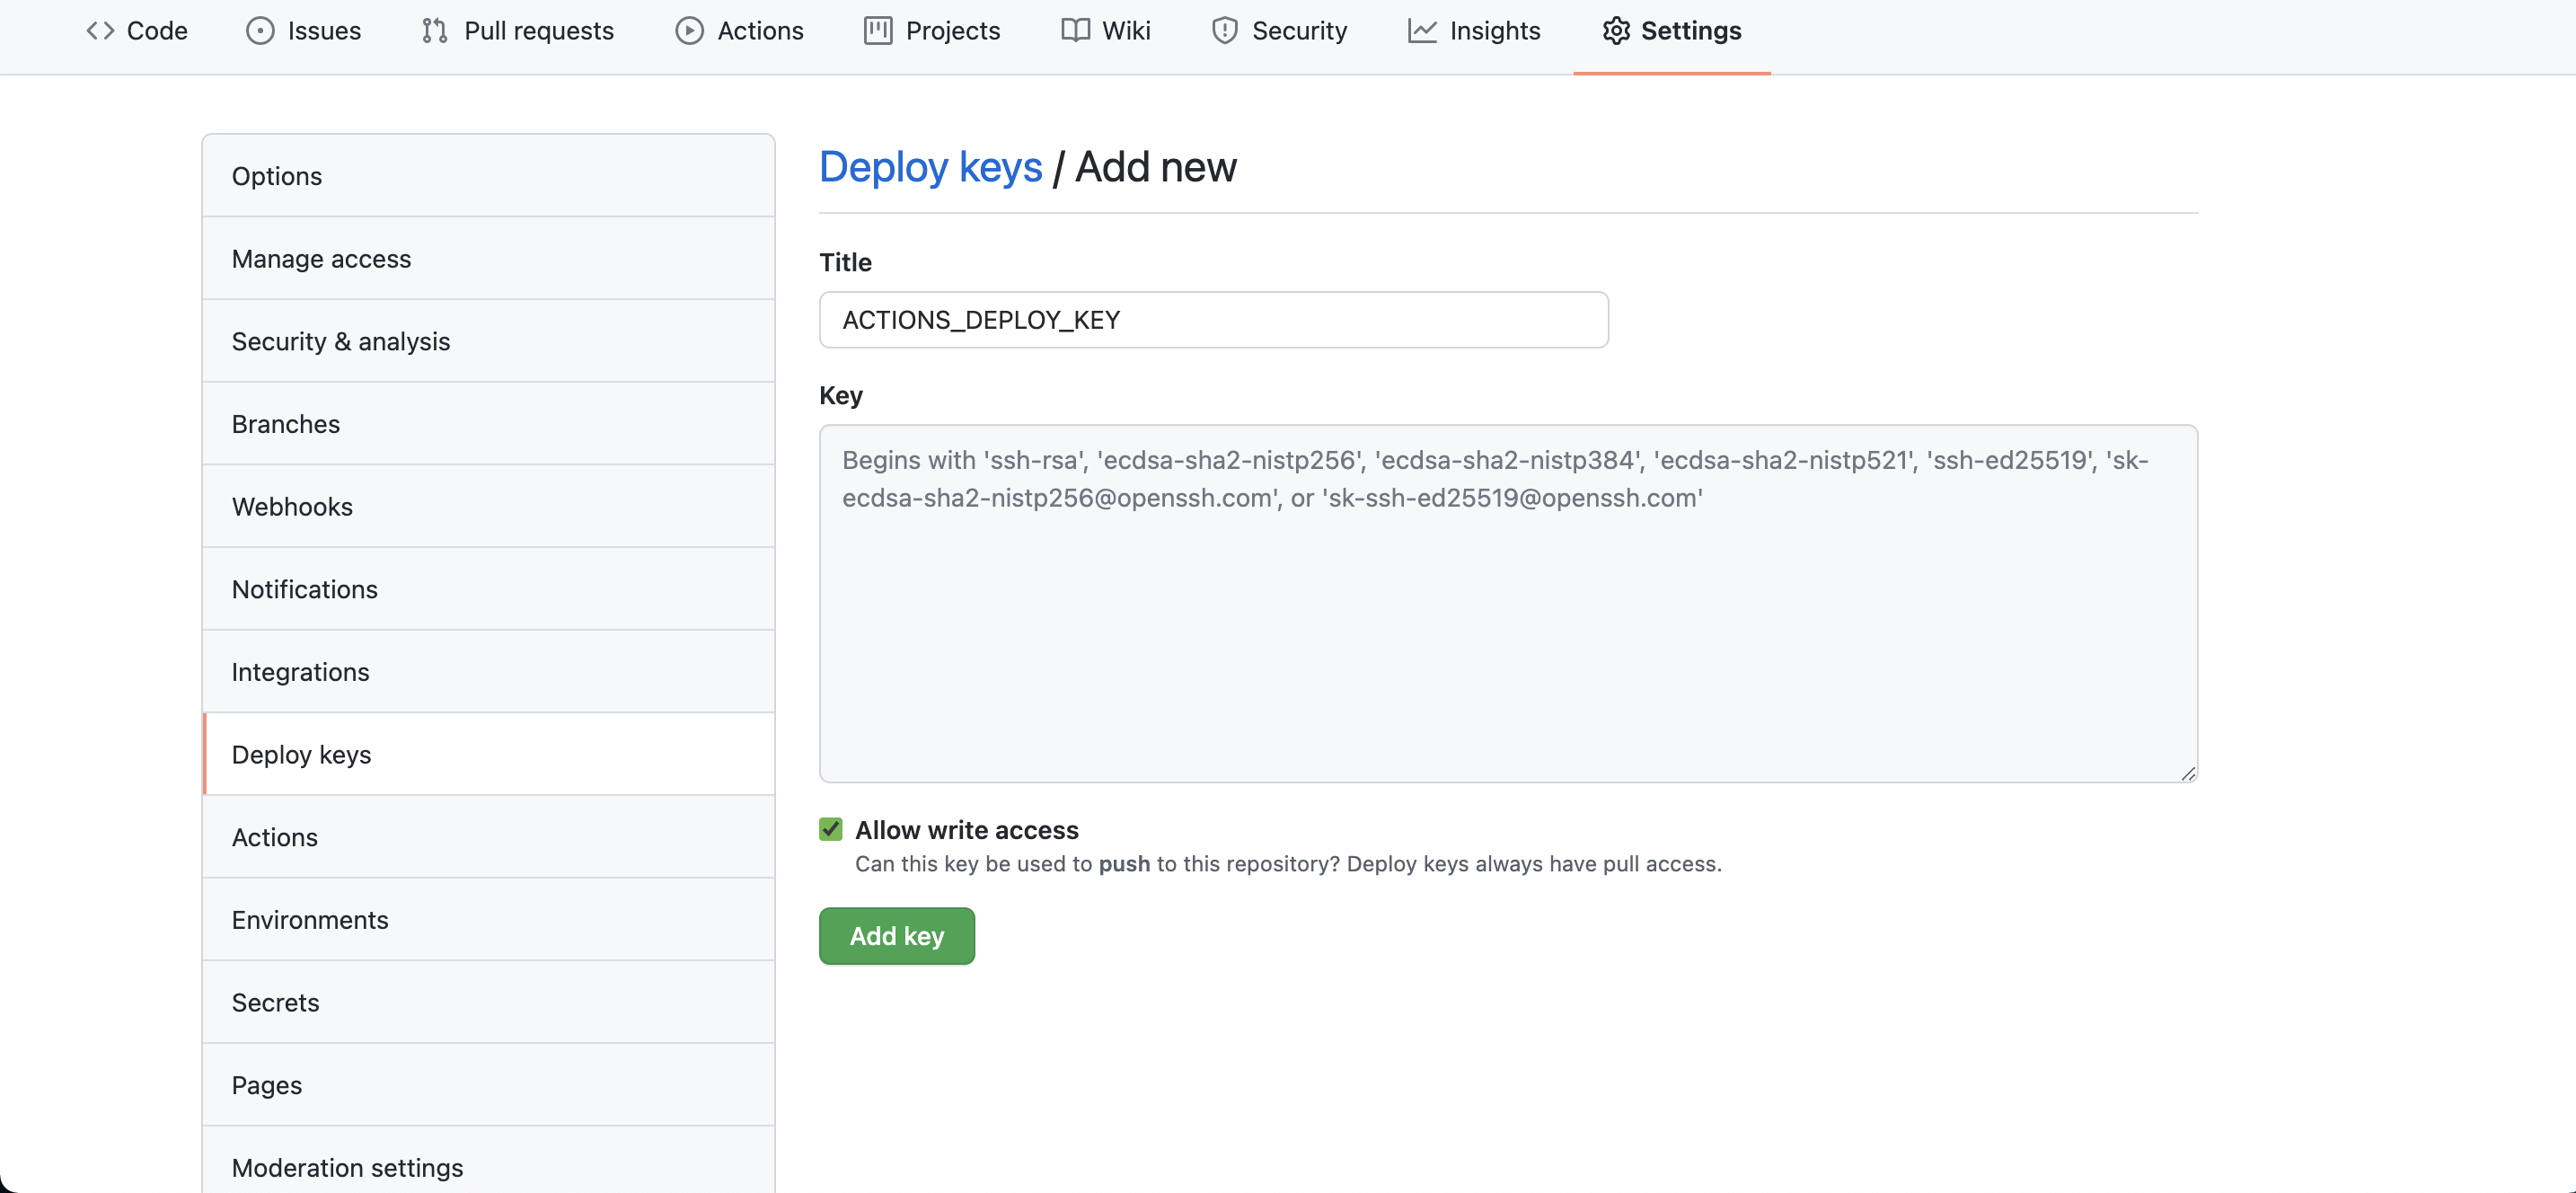 Code Issues Pull requests Actions Projects Wiki Security Insights Settings
Options
Manage access
Security & analysis
Branches
Webhooks
Notifications
Integrations
Deploy keys
Actions
Environments
Secrets
Pages
Moderation settings
Deploy keys / Add new
Title
ACTIONS_DEPLOY_KEY
Key
Begins with 'ssh-rsa', 'ecdsa-sha2-nistp256', 'ecdsa-sha2-nistp384', 'ecdsa-sha2-nistp521', 'ssh-ed25519', 'sk-
ecdsa-sha2-nistp256@openssh.com', or 'sk-ssh-ed25519@openssh.com'
Allow write access
Can this key be used to push to this repository? Deploy keys always have pull access.
Add key